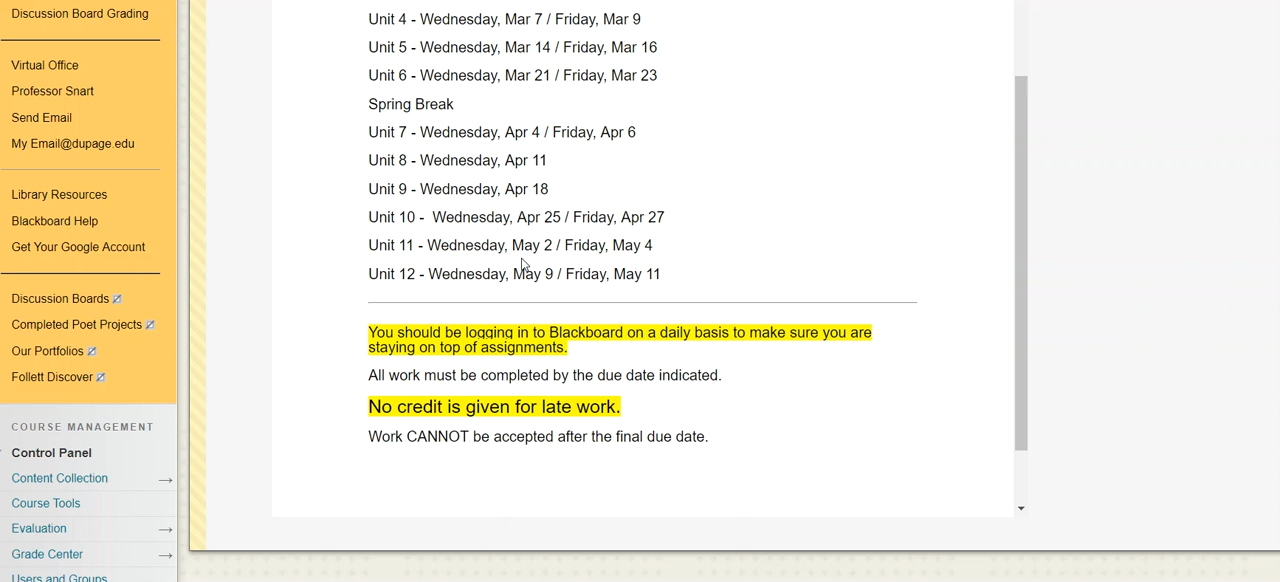 Discussion Board Grading
Virtual Office
Professor Snart
Send Email
My Email@dupage.edu
Library Resources
Blackboard Help
Get Your Google Account
Discussion Boards
Completed Poet Projects
Our Portfolios
Follett Discover
COURSE MANAGEMENT
Control Panel
Content Collection
Course Tools
Evaluation
Grade Center
Users and Groups
Unit 4 - Wednesday, Mar 7 / Friday, Mar 9
Unit 5 - Wednesday, Mar 14 / Friday, Mar 16
Unit 6 - Wednesday, Mar 21 / Friday, Mar 23
Spring Break
Unit 7 - Wednesday, Apr 4 / Friday, Apr 6
Unit 8 - Wednesday, Apr 11
Unit 9 - Wednesday, Apr 18
Unit 10 -  Wednesday, Apr 25 / Friday, Apr 27
Unit 11 - Wednesday, May 2 / Friday, May 4
Unit 12 - Wednesday, May 9 / Friday, May 11
You should be logging in to Blackboard on a daily basis to make sure you are
staying on top of assignments.
All work must be completed by the due date indicated.
No credit is given for late work.
Work CANNOT be accepted after the final due date.